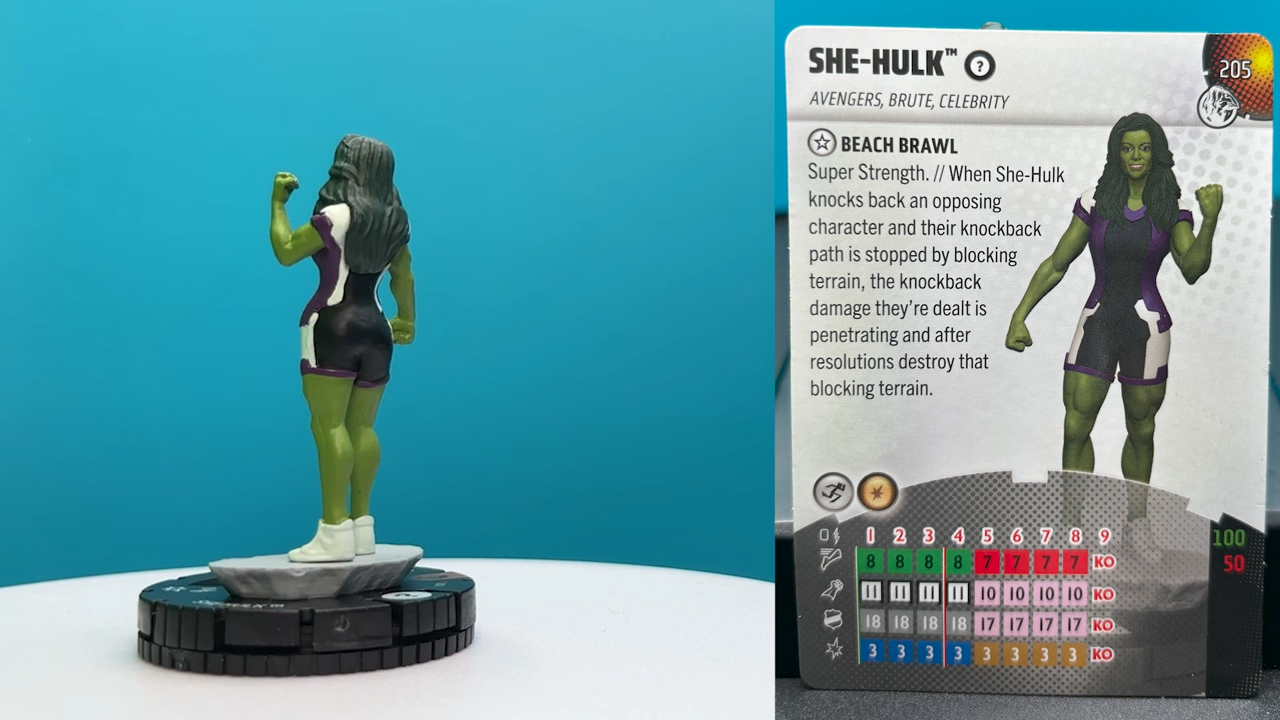 SHE-HULK™ ?
205
AVENGERS, BRUTE, CELEBRITY
BEACH BRAWL
Super Strength. // When She-Hulk
knocks back an opposing
character and their knockback
path is stopped by blocking
terrain, the knockback
damage they're dealt is
penetrating and after
resolutions destroy that
blocking terrain.
1 2 3 4 5 6 7 8 9
8 8 8 8 7 7 7 7 KO
11 11 11 11 10 10 10 10 KO
18 18 18 18 17 17 17 17 KO
3 3 3 3 3 3 3 3 KO
100
50